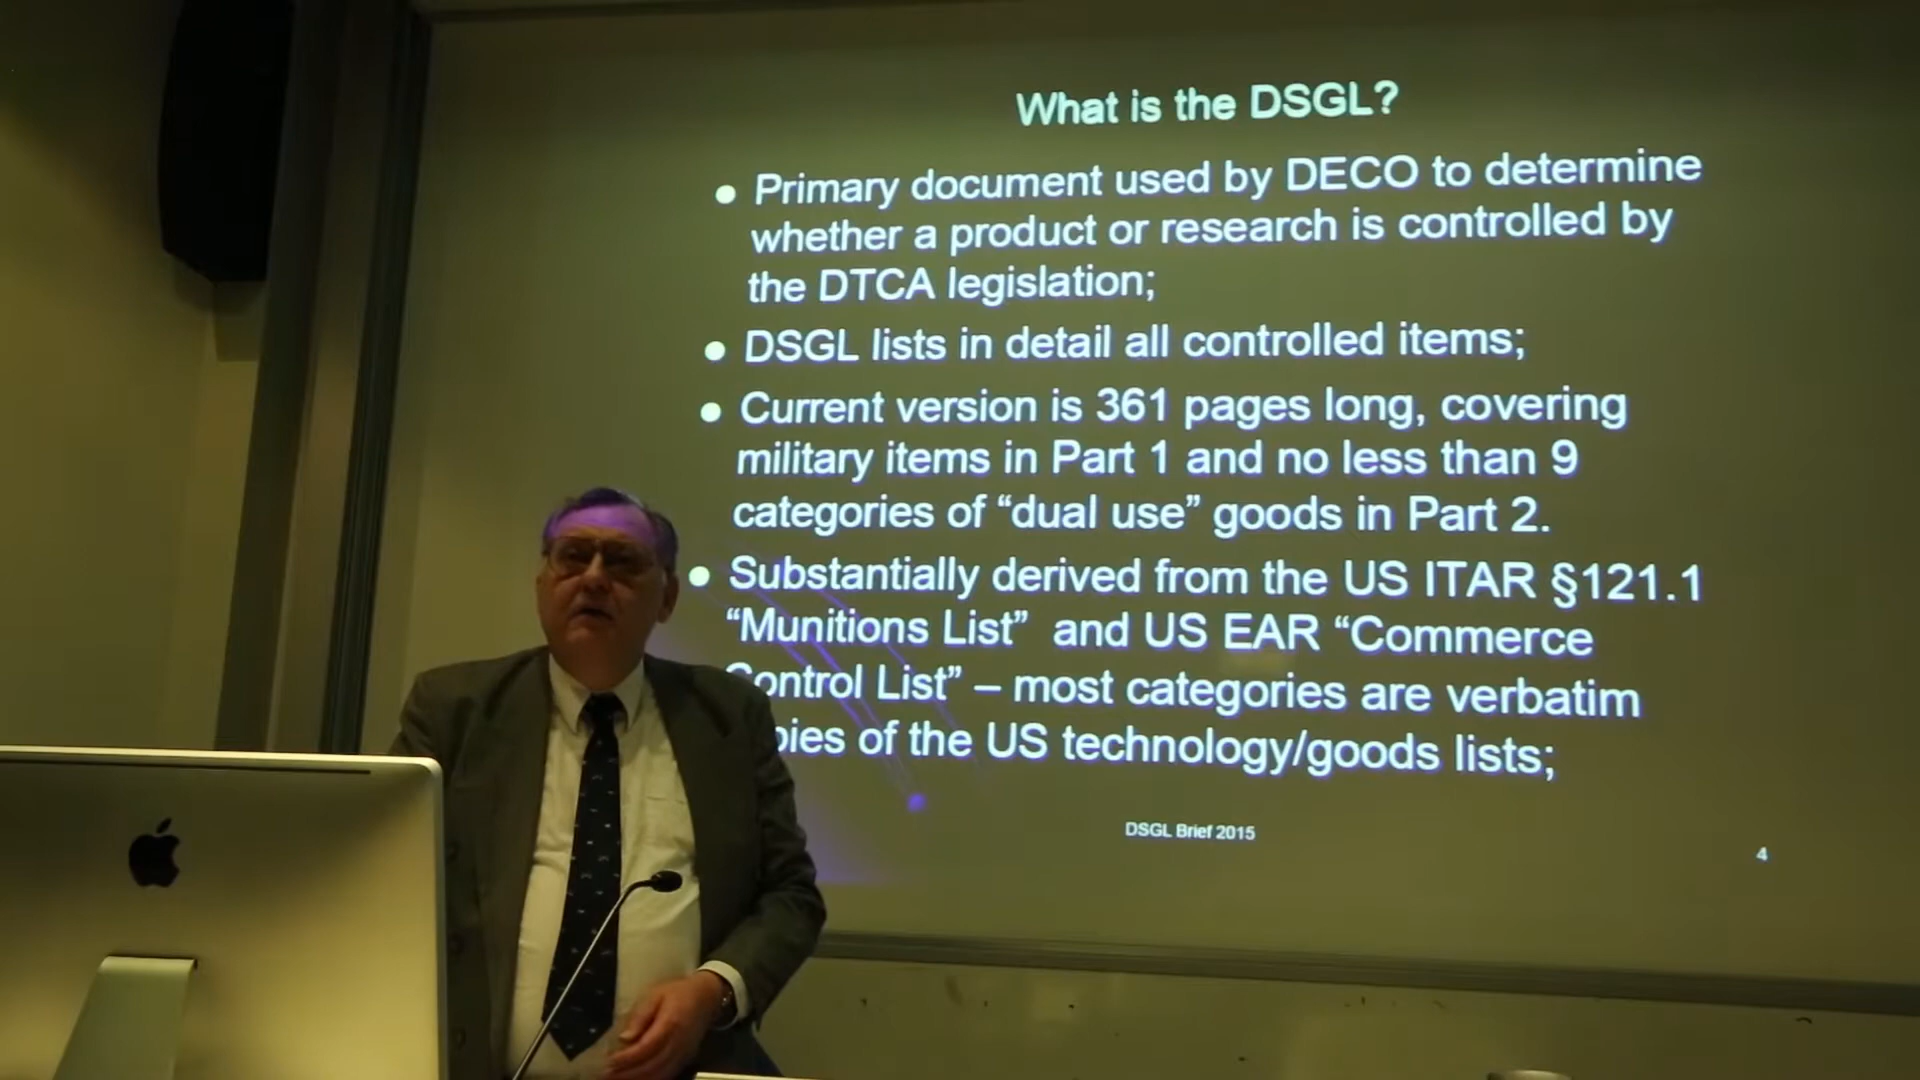 What is the DSGL?
• Primary document used by DECO to determine
whether a product or research is controlled by
the DTCA legislation;
• DSGL lists in detail all controlled items;
• Current version is 361 pages long, covering
military items in Part 1 and no less than 9
categories of “dual use” goods in Part 2.
• Substantially derived from the US ITAR §121.1
“Munitions List” and US EAR “Commerce
ontrol List” – most categories are verbatim
pies of the US technology/goods lists;
DSGL Brief 2015
4